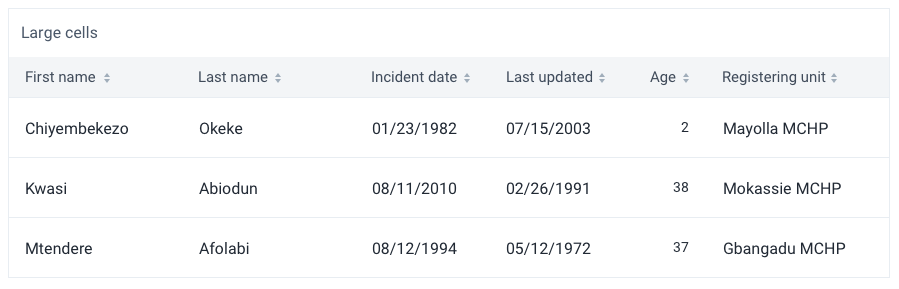 Large cells
First name Last name Incident date Last updated Age Registering unit
Chiyembekezo Okeke 01/23/1982 07/15/2003 2 Mayolla MCHP
Kwasi Abiodun 08/11/2010 02/26/1991 38 Mokassie MCHP
Mtendere Afolabi 08/12/1994 05/12/1972 37 Gbangadu MCHP